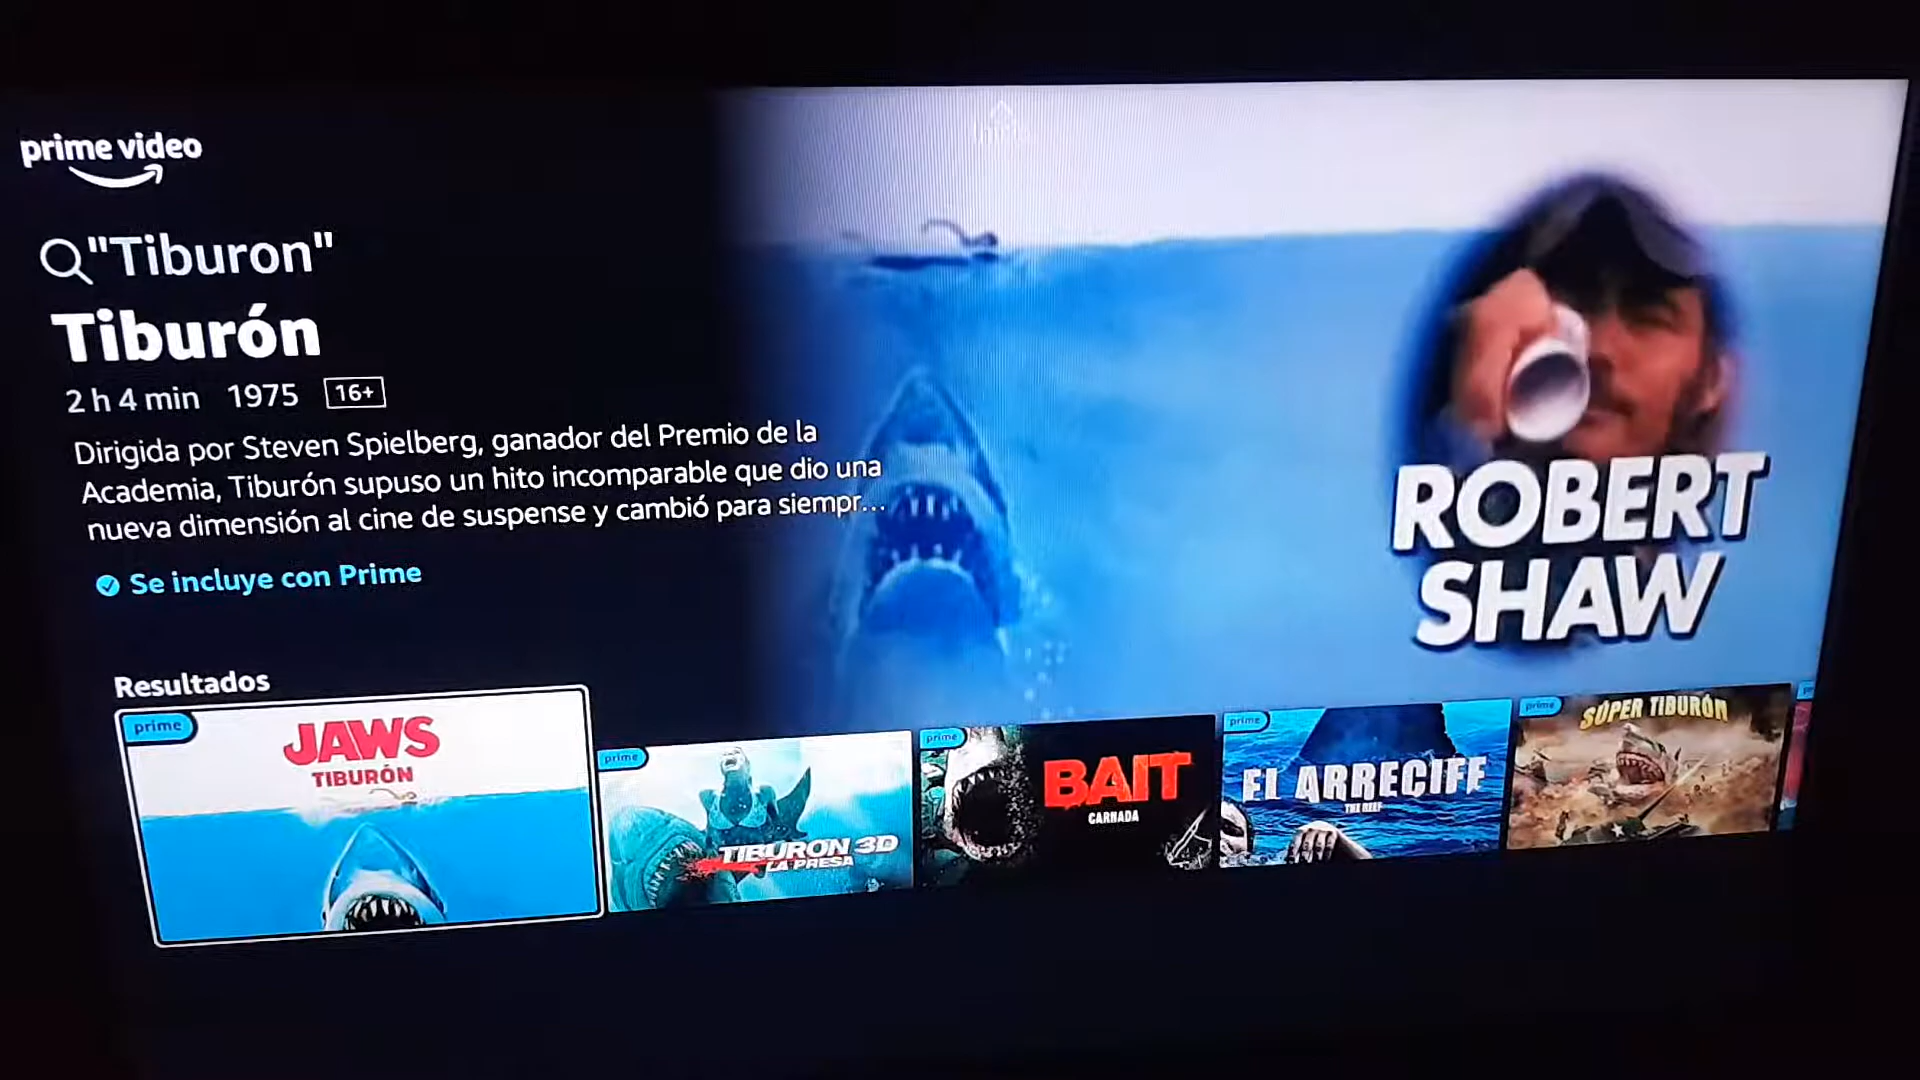 prime video
Inicio
"Tiburon"
Tiburón
2 h 4 min 1975 16+
Dirigida por Steven Spielberg, ganador del Premio de la
Academia, Tiburón supuso un hito incomparable que dio una
nueva dimensión al cine de suspense y cambió para siempr...
Se incluye con Prime
ROBERT
SHAW
Resultados
prime
JAWS
TIBURÓN
prime
TIBURON 3D
LA PRESA
prime
BAIT
CARNADA
prime
EL ARRECIFE
THE REEF
prime
SÚPER TIBURÓN